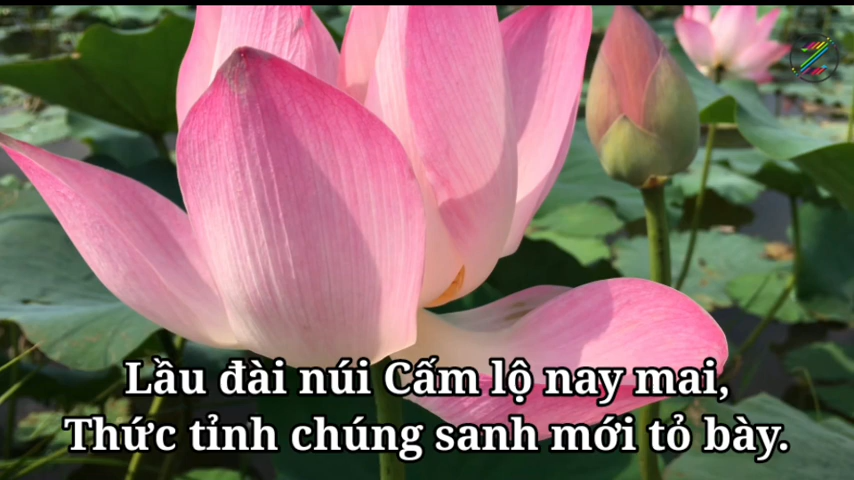 Lầu đài núi Cấm lộ nay mai,
Thức tỉnh chúng sanh mới tỏ bày.